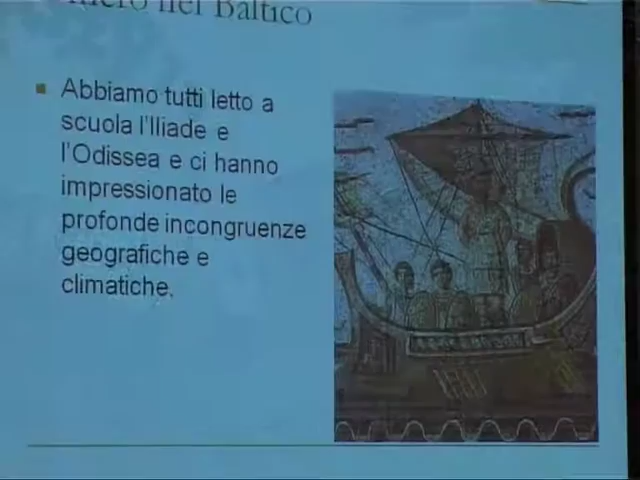 nel Baltico
Abbiamo tutti letto a
scuola l'Iliade e
l'Odissea e ci hanno
impressionato le
profonde incongruenze
geografiche e
climatiche.